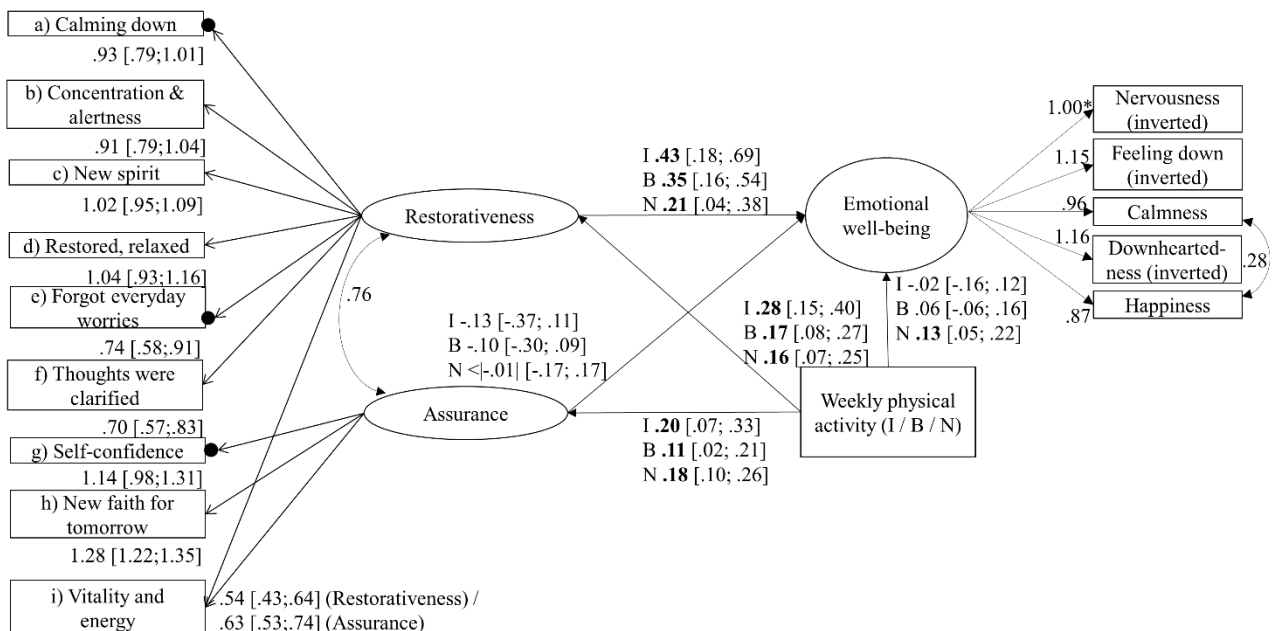 a) Calming down
.93 [.79;1.01]
b) Concentration &
alertness
.91 [.79;1.04]
c) New spirit
1.02 [.95;1.09]
d) Restored, relaxed
1.04 [.93;1.16]
e) Forgot everyday
worries
.74 [.58;.91]
f) Thoughts were
clarified
.70 [.57;.83]
g) Self-confidence
1.14 [.98;1.31]
h) New faith for
tomorrow
1.28 [1.22;1.35]
i) Vitality and
energy
.54 [.43;.64] (Restorativeness) /
.63 [.53;.74] (Assurance)
Restorativeness
.76
Assurance
I .43 [.18; .69]
B .35 [.16; .54]
N .21 [.04; .38]
I -.13 [-.37; .11]
B -.10 [-.30; .09]
N <|-.01| [-.17; .17]
I .28 [.15; .40]
B .17 [.08; .27]
N .16 [.07; .25]
I .20 [.07; .33]
B .11 [.02; .21]
N .18 [.10; .26]
Emotional
well-being
I -.02 [-.16; .12]
B .06 [-.06; .16]
N .13 [.05; .22]
Weekly physical
activity (I / B / N)
1.00*
Nervousness
(inverted)
1.15
Feeling down
(inverted)
.96
Calmness
1.16
Downhearted-
ness (inverted)
.28
.87
Happiness